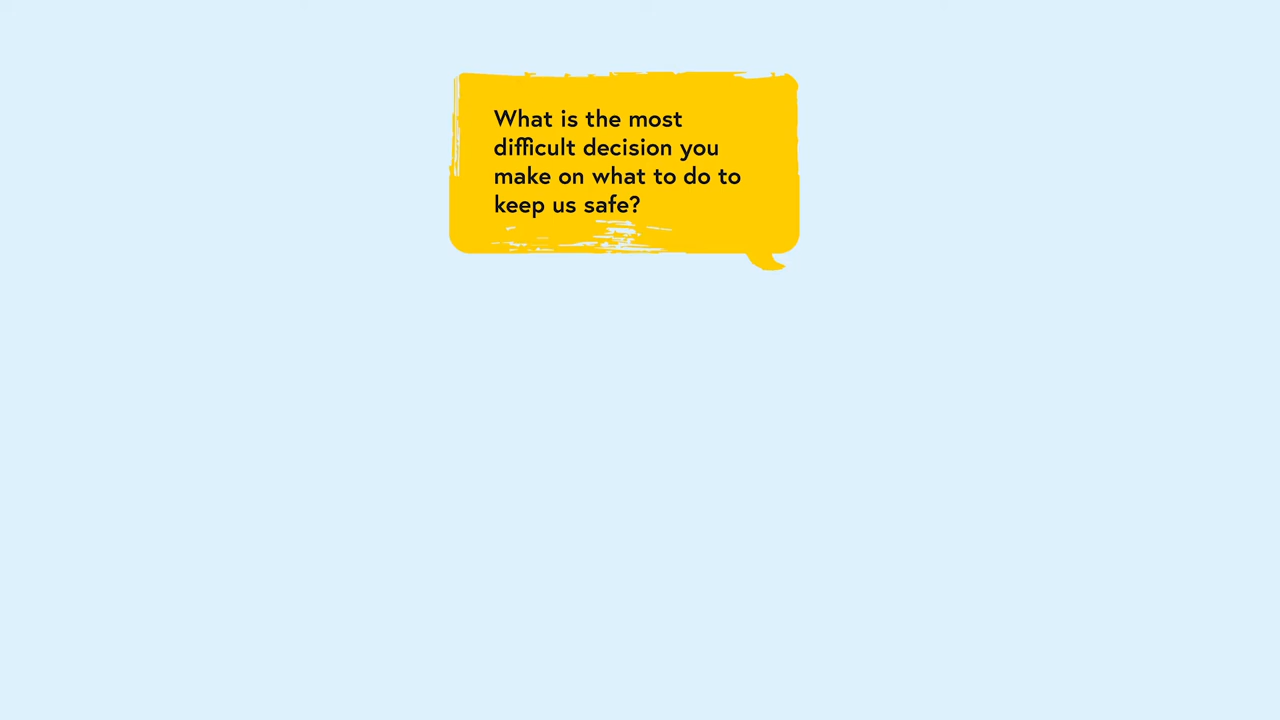 What is the most
difficult decision you
make on what to do to
keep us safe?